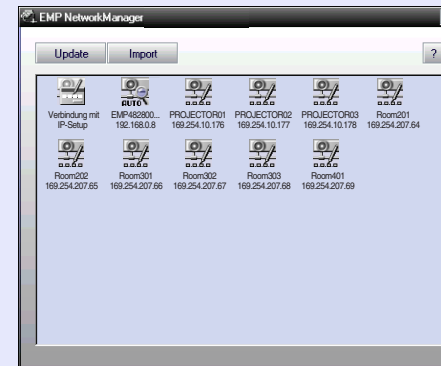 EMP NetworkManager
Update Import ?
AUTO
Verbindung mit IP-Setup
EMP482800... 192.168.0.8
PROJECTOR01 169.254.10.176
PROJECTOR02 169.254.10.177
PROJECTOR03 169.254.10.178
Room201 169.254.207.64
Room202 169.254.207.65
Room301 169.254.207.66
Room302 169.254.207.67
Room303 169.254.207.68
Room401 169.254.207.69